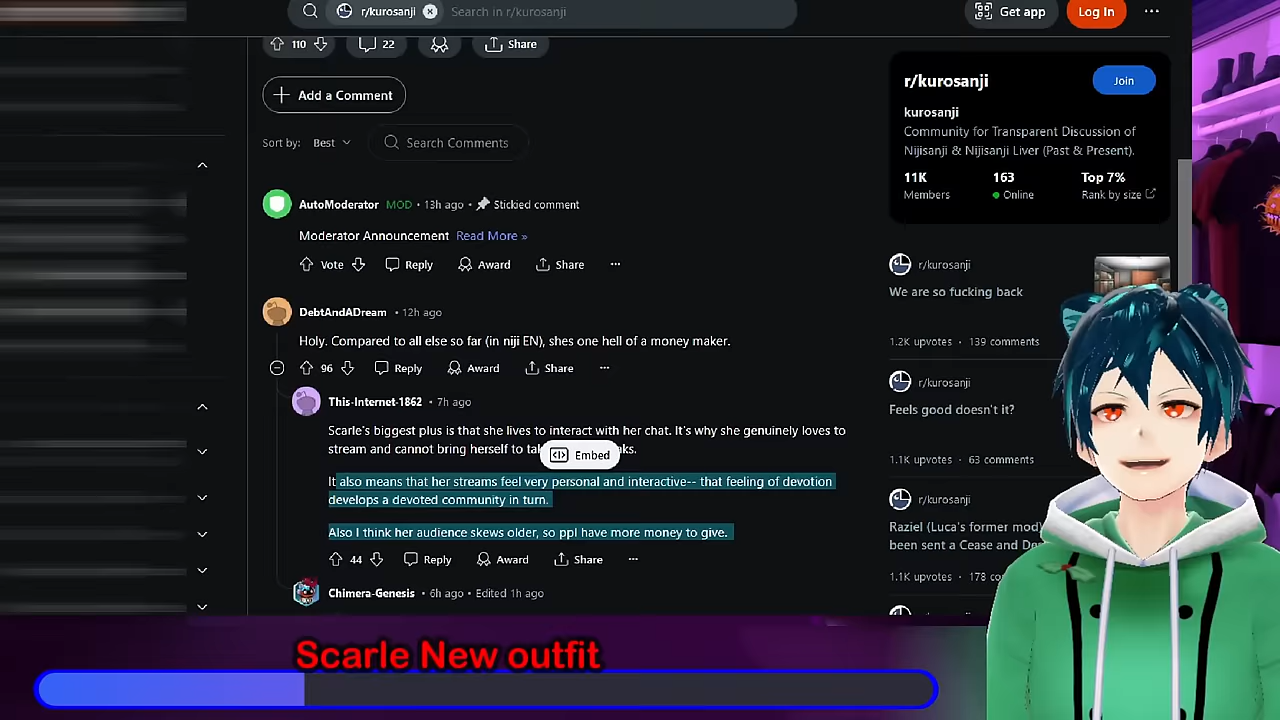 r/kurosanji
Search in r/kurosanji
Get app
Log In
110
22
Share
Add a Comment
Sort by:
Best
Search Comments
AutoModerator MOD • 13h ago • Stickied comment
Moderator Announcement Read More »
Vote
Reply
Award
Share
DebtAndADream • 12h ago
Holy. Compared to all else so far (in niji EN), shes one hell of a money maker.
96
Reply
Award
Share
This-Internet-1862 • 7h ago
Scarle's biggest plus is that she lives to interact with her chat. It's why she genuinely loves to
stream and cannot bring herself to
Embed
It also means that her streams feel very personal and interactive-- that feeling of devotion
develops a devoted community in turn.
Also I think her audience skews older, so ppl have more money to give.
44
Reply
Award
Share
Chimera-Genesis • 6h ago • Edited 1h ago
r/kurosanji
Join
kurosanji
Community for Transparent Discussion of
Nijisanji & Nijisanji Liver (Past & Present).
11K
163
Top 7%
Members
Online
Rank by size
r/kurosanji
We are so fucking back
1.2K upvotes • 139 comments
r/kurosanji
Feels good doesn't it?
1.1K upvotes • 63 comments
r/kurosanji
Raziel (Luca's former mod)
been sent a Cease and
1.1K upvotes • 178
Scarle New outfit